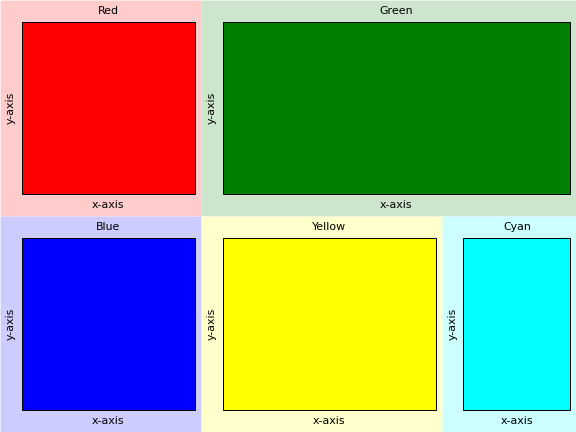 Red
y-axis
x-axis
Green
y-axis
x-axis
Blue
y-axis
x-axis
Yellow
y-axis
x-axis
Cyan
y-axis
x-axis